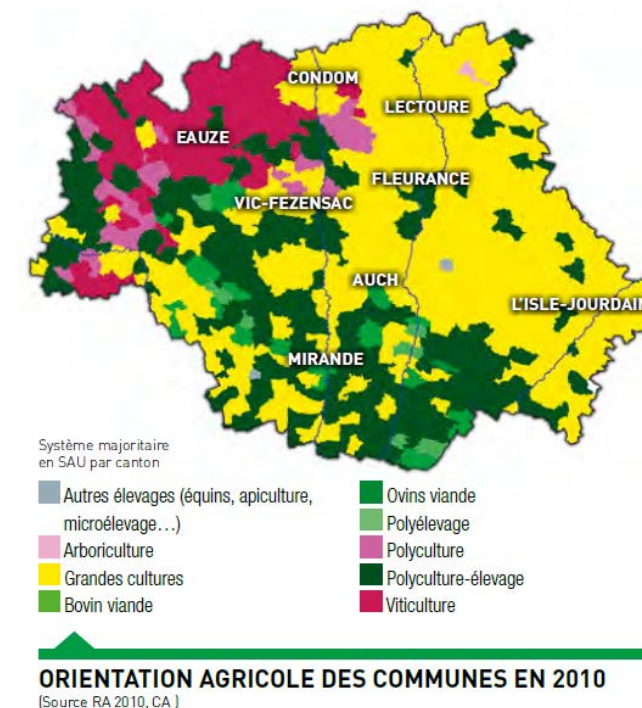 CONDOM
LECTOURE
EAUZE
FLEURANCE
VIC-FEZENSAC
AUCH
L'ISLE-JOURDAIN
MIRANDE
Système majoritaire
en SAU par canton
Autres élevages (équins, apiculture,
microélevage…)
Arboriculture
Grandes cultures
Bovin viande
Ovins viande
Polyélevage
Polyculture
Polyculture-élevage
Viticulture
ORIENTATION AGRICOLE DES COMMUNES EN 2010
(Source RA 2010, CA )